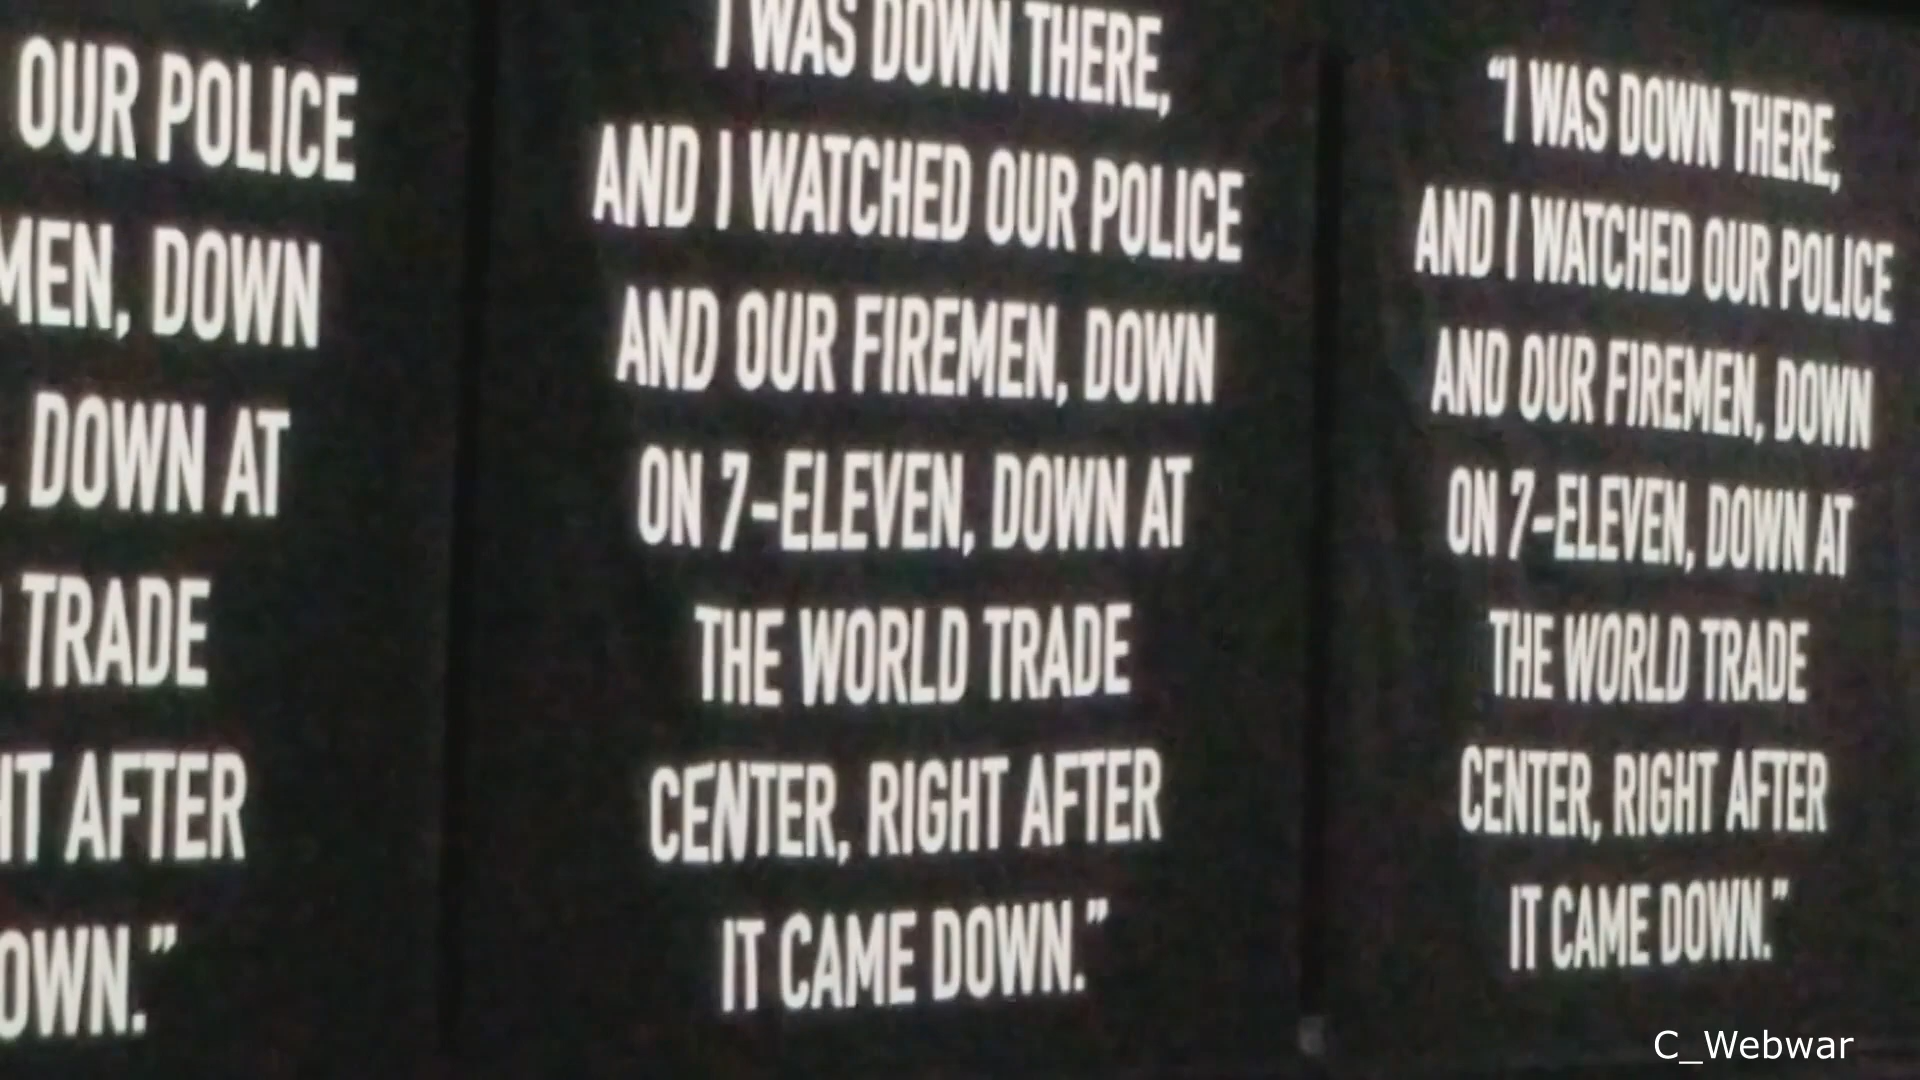 OUR POLICE
MEN, DOWN
, DOWN AT
TRADE
HT AFTER
OWN.”
I WAS DOWN THERE,
AND I WATCHED OUR POLICE
AND OUR FIREMEN, DOWN
ON 7-ELEVEN, DOWN AT
THE WORLD TRADE
CENTER, RIGHT AFTER
IT CAME DOWN.”
“I WAS DOWN THERE,
AND I WATCHED OUR POLICE
AND OUR FIREMEN, DOWN
ON 7-ELEVEN, DOWN AT
THE WORLD TRADE
CENTER, RIGHT AFTER
IT CAME DOWN.”
C_Webwar